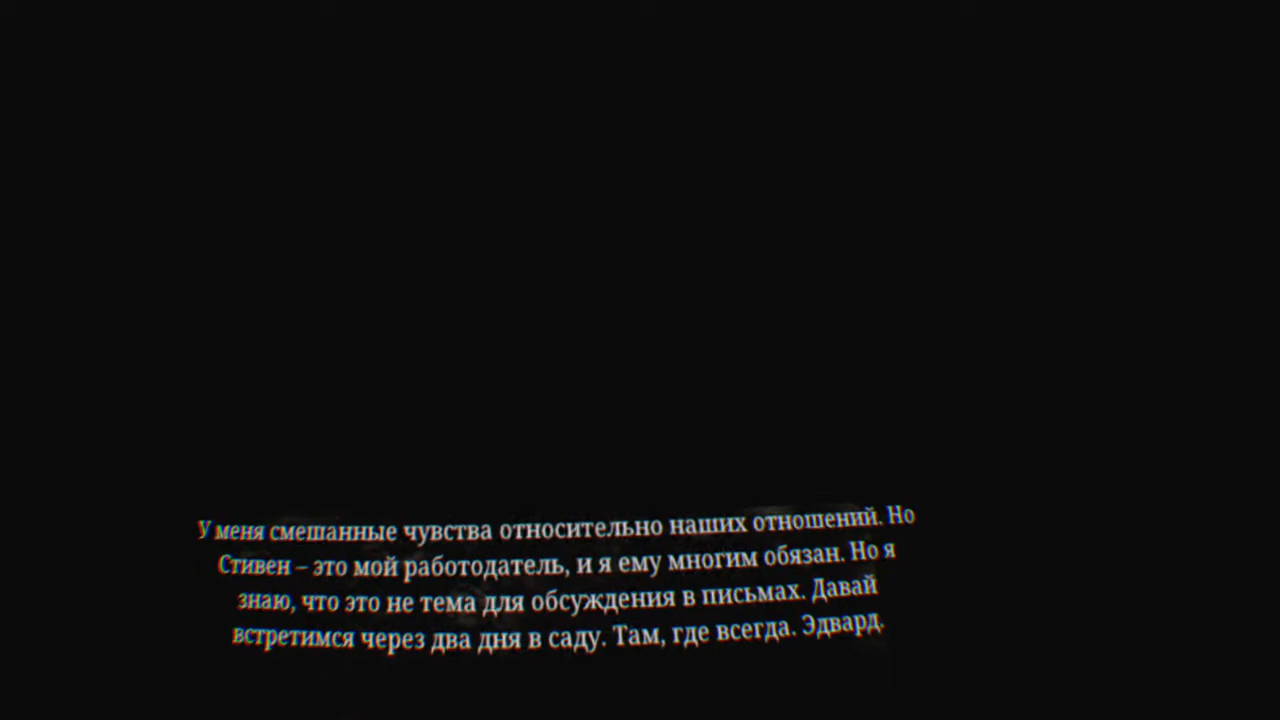 У меня смешанные чувства относительно наших отношений. Но
Стивен – это мой работодатель, и я ему многим обязан. Но я
знаю, что это не тема для обсуждения в письмах. Давай
встретимся через два дня в саду. Там, где всегда. Эдвард.